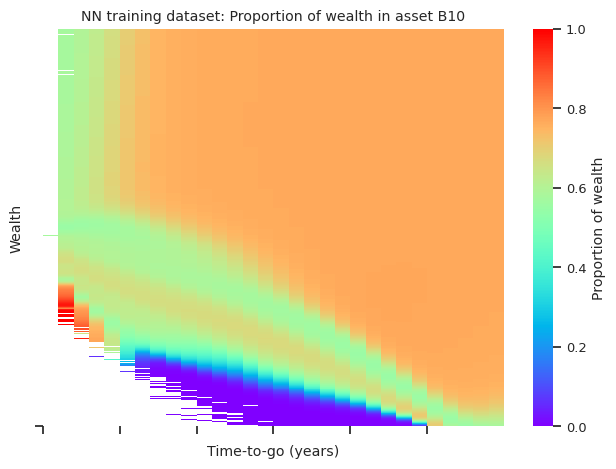 NN training dataset: Proportion of wealth in asset B10
Wealth
Time-to-go (years)
1.0
0.8
0.6
0.4
0.2
0.0
Proportion of wealth